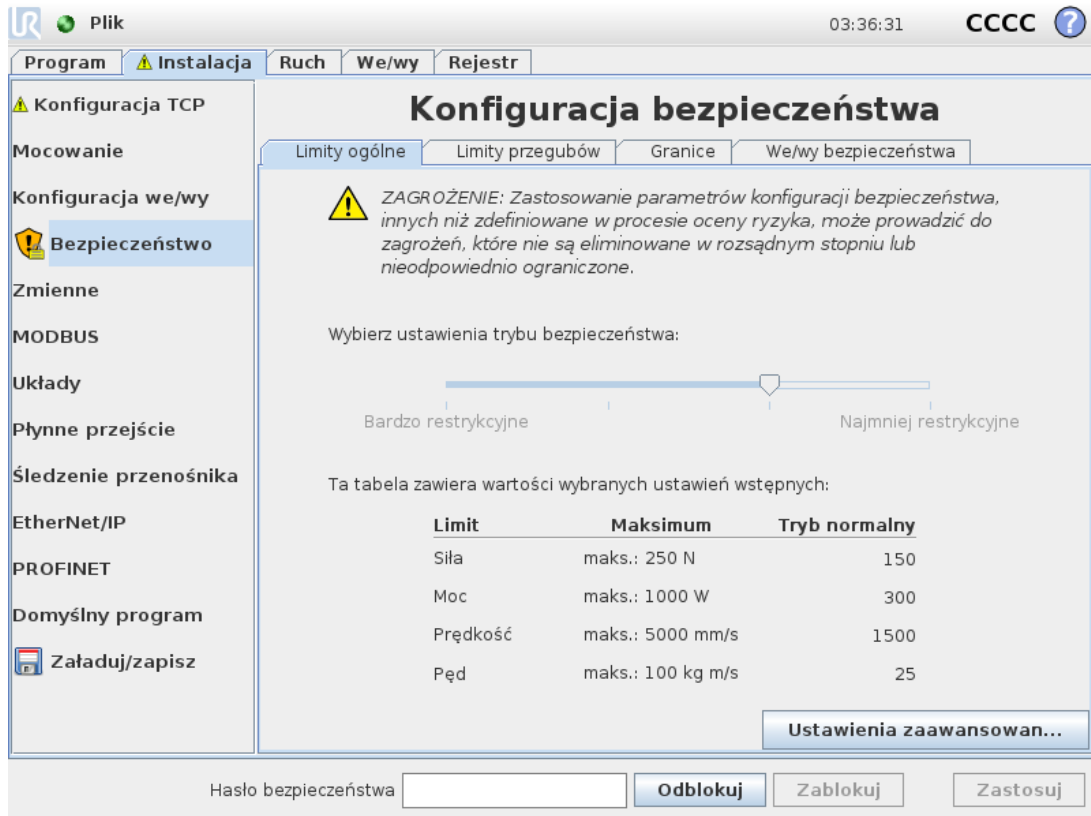 UR Plik 03:36:31 CCCC ?
Program Instalacja Ruch We/wy Rejestr
Konfiguracja TCP
Mocowanie
Konfiguracja we/wy
Bezpieczeństwo
Zmienne
MODBUS
Układy
Płynne przejście
Śledzenie przenośnika
EtherNet/IP
PROFINET
Domyślny program
Załaduj/zapisz
Konfiguracja bezpieczeństwa
Limity ogólne Limity przegubów Granice We/wy bezpieczeństwa
ZAGROŻENIE: Zastosowanie parametrów konfiguracji bezpieczeństwa,
innych niż zdefiniowane w procesie oceny ryzyka, może prowadzić do
zagrożeń, które nie są eliminowane w rozsądnym stopniu lub
nieodpowiednio ograniczone.
Wybierz ustawienia trybu bezpieczeństwa:
Bardzo restrykcyjne Najmniej restrykcyjne
Ta tabela zawiera wartości wybranych ustawień wstępnych:
Limit Maksimum Tryb normalny
Siła maks.: 250 N 150
Moc maks.: 1000 W 300
Prędkość maks.: 5000 mm/s 1500
Pęd maks.: 100 kg m/s 25
Ustawienia zaawansowan...
Hasło bezpieczeństwa Odblokuj Zablokuj Zastosuj